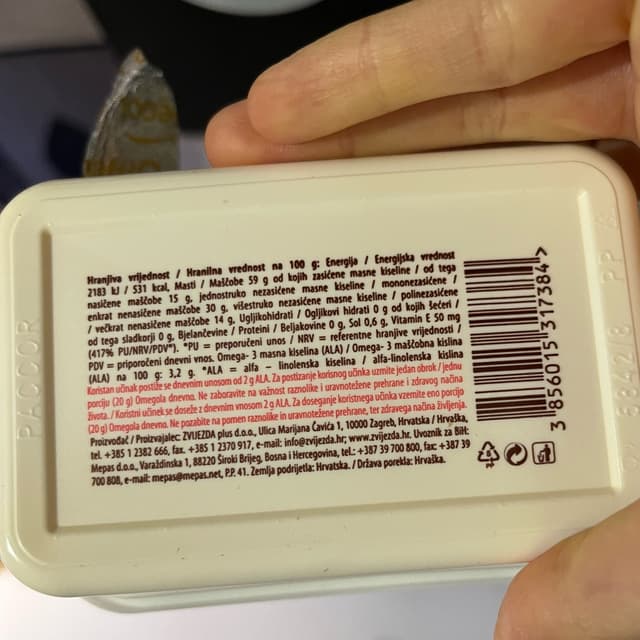 Hranjiva vrijednost / Hranilna vrednost na 100 g: Energija / Energijska vrednost
2183 kJ / 531 kcal, Masti / Maščobe 59 g od kojih zasićene masne kiseline / od tega
nasičene maščobe 15 g, jednostruko nezasićene masne kiseline / mononezasičene /
enkrat nenasičene maščobe 30 g, višestruko nezasićene masne kiseline / polinezasičene
/ večkrat nenasičene maščobe 14 g, Ugljikohidrati / Ogljikovi hidrati 0 g od kojih šećeri /
od tega sladkorji 0 g, Bjelančevine / Proteini / Beljakovine 0 g, Sol 0,6 g, Vitamin E 50 mg
(417% PU/NRV/PDV*). *PU = preporučeni unos / NRV = referentne hranjive vrijednosti /
PDV = priporočeni dnevni vnos. Omega- 3 masna kiselina (ALA) / Omega- 3 maščobna kislina
(ALA) na 100 g: 3,2 g. *ALA = alfa – linolenska kiselina / alfa-linolenska kislina
Koristan učinak postiže se dnevnim unosom od 2 g ALA. Za postizanje korisnog učinka uzmite jedan obrok / jednu
porciju (20 g) Omegola dnevno. Ne zaboravite na važnost raznolike i uravnotežene prehrane i zdravog načina
života. / Koristni učinek se doseže z dnevnim vnosom 2 g ALA. Za doseganje koristnega učinka vzemite eno porcijo
(20 g) Omegola dnevno. Ne pozabite na pomen raznolike in uravnotežene prehrane, ter zdravega načina življenja.
Proizvođač / Proizvajalec: ZVIJEZDA plus d.o.o., Ulica Marijana Čavića 1, 10000 Zagreb, Hrvatska / Hrvaška,
tel. +385 1 2382 666, fax. +385 1 2370 917, e-mail: info@zvijezda.hr; www.zvijezda.hr. Uvoznik za BiH:
Mepas d.o.o., Varaždinska 1, 88220 Široki Brijeg, Bosna i Hercegovina, tel.: +387 39 700 800, fax: +387 39
700 808, e-mail: mepas@mepas.net, P.P. 41. Zemlja podrijetla: Hrvatska. / Država porekla: Hrvaška.
3 856015 317384 >
PACOR
PP